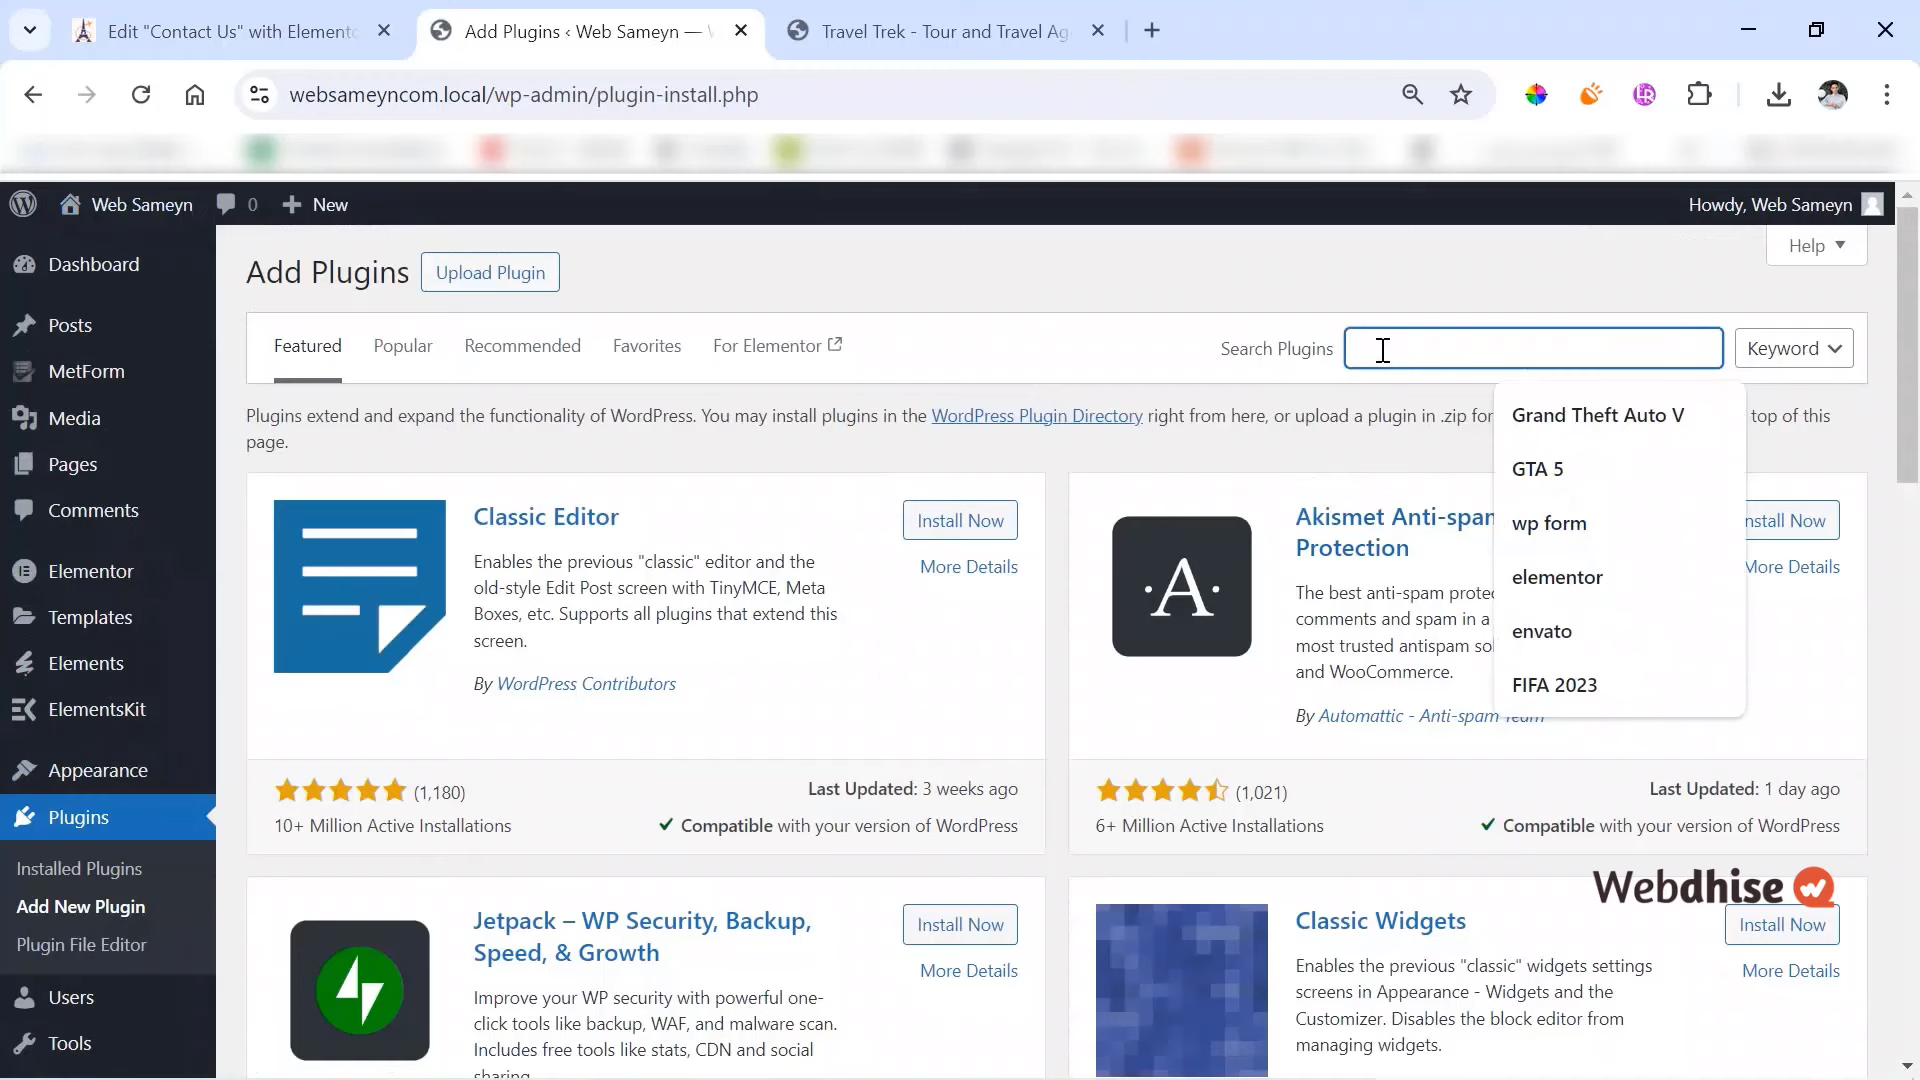 Edit "Contact Us" with Elemento
Add Plugins ‹ Web Sameyn —
Travel Trek - Tour and Travel Ag
websameyncom.local/wp-admin/plugin-install.php
Web Sameyn
0
New
Howdy, Web Sameyn
Dashboard
Posts
MetForm
Media
Pages
Comments
Elementor
Templates
Elements
ElementsKit
Appearance
Plugins
Installed Plugins
Add New Plugin
Plugin File Editor
Users
Tools
Help
Add Plugins
Upload Plugin
Featured
Popular
Recommended
Favorites
For Elementor
Search Plugins
Keyword
Grand Theft Auto V
GTA 5
wp form
elementor
envato
FIFA 2023
Plugins extend and expand the functionality of WordPress. You may install plugins in the WordPress Plugin Directory right from here, or upload a plugin in .zip for top of this
page.
Classic Editor
Install Now
More Details
Enables the previous "classic" editor and the
old-style Edit Post screen with TinyMCE, Meta
Boxes, etc. Supports all plugins that extend this
screen.
By WordPress Contributors
(1,180)
10+ Million Active Installations
Last Updated: 3 weeks ago
Compatible with your version of WordPress
A
Akismet Anti-spam
Protection
nstall Now
More Details
The best anti-spam protec
comments and spam in a
most trusted antispam so
and WooCommerce.
By Automattic - Anti-spam Team
(1,021)
6+ Million Active Installations
Last Updated: 1 day ago
Compatible with your version of WordPress
Jetpack – WP Security, Backup,
Speed, & Growth
Install Now
More Details
Improve your WP security with powerful one-
click tools like backup, WAF, and malware scan.
Includes free tools like stats, CDN and social
sharing
Webdhise
Classic Widgets
Install Now
More Details
Enables the previous "classic" widgets settings
screens in Appearance - Widgets and the
Customizer. Disables the block editor from
managing widgets.